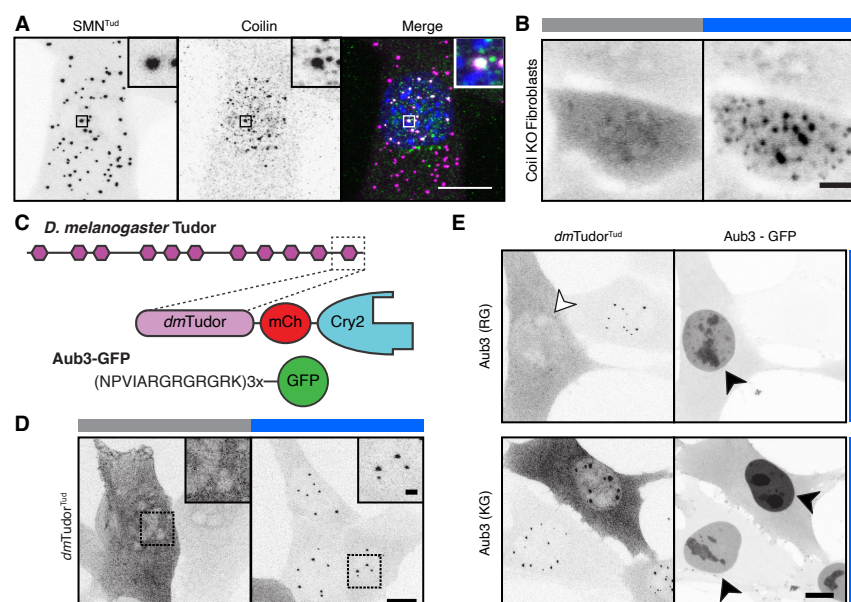 A
SMN^Tud
Coilin
Merge
B
Coil KO Fibroblasts
C
D. melanogaster Tudor
dmTudor
mCh
Cry2
Aub3-GFP
(NPVIARGRGRGRK)3x
GFP
D
dmTudor^Tud
E
dmTudor^Tud
Aub3 - GFP
Aub3 (RG)
Aub3 (KG)